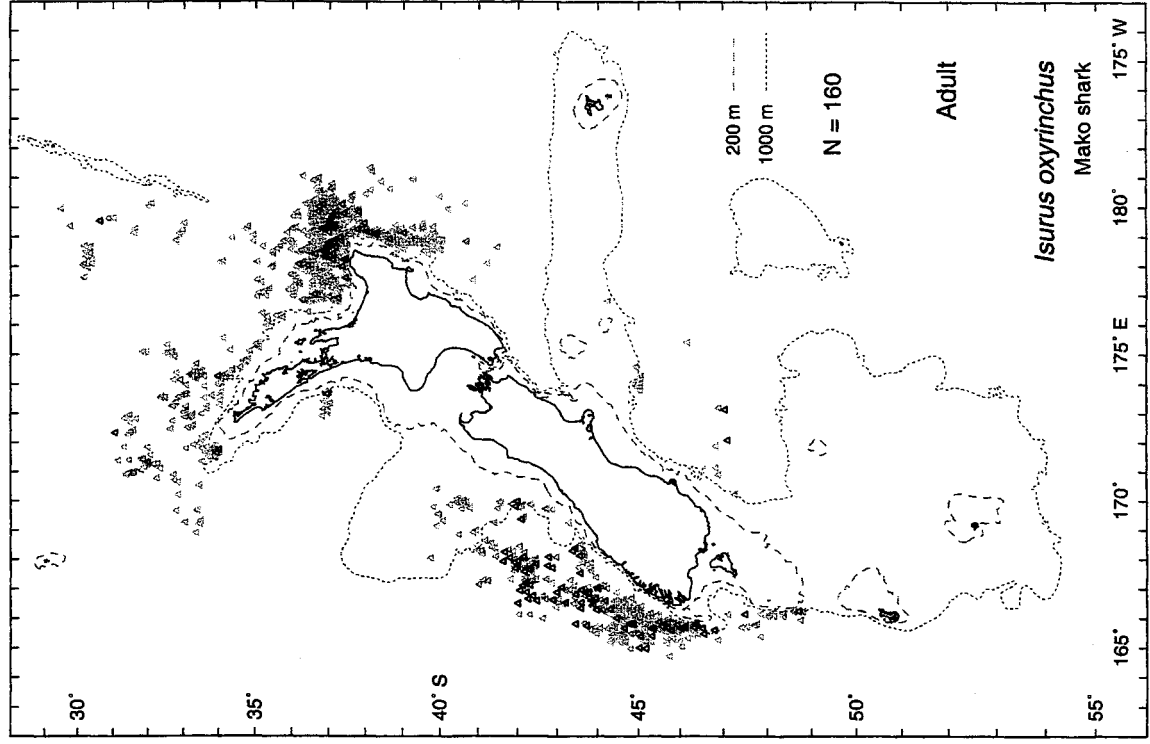 30°
35°
40° S
45°
50°
55°
165°
170°
175° E
180°
175° W
200 m
1000 m
N = 160
Adult
Isurus oxyrinchus
Mako shark